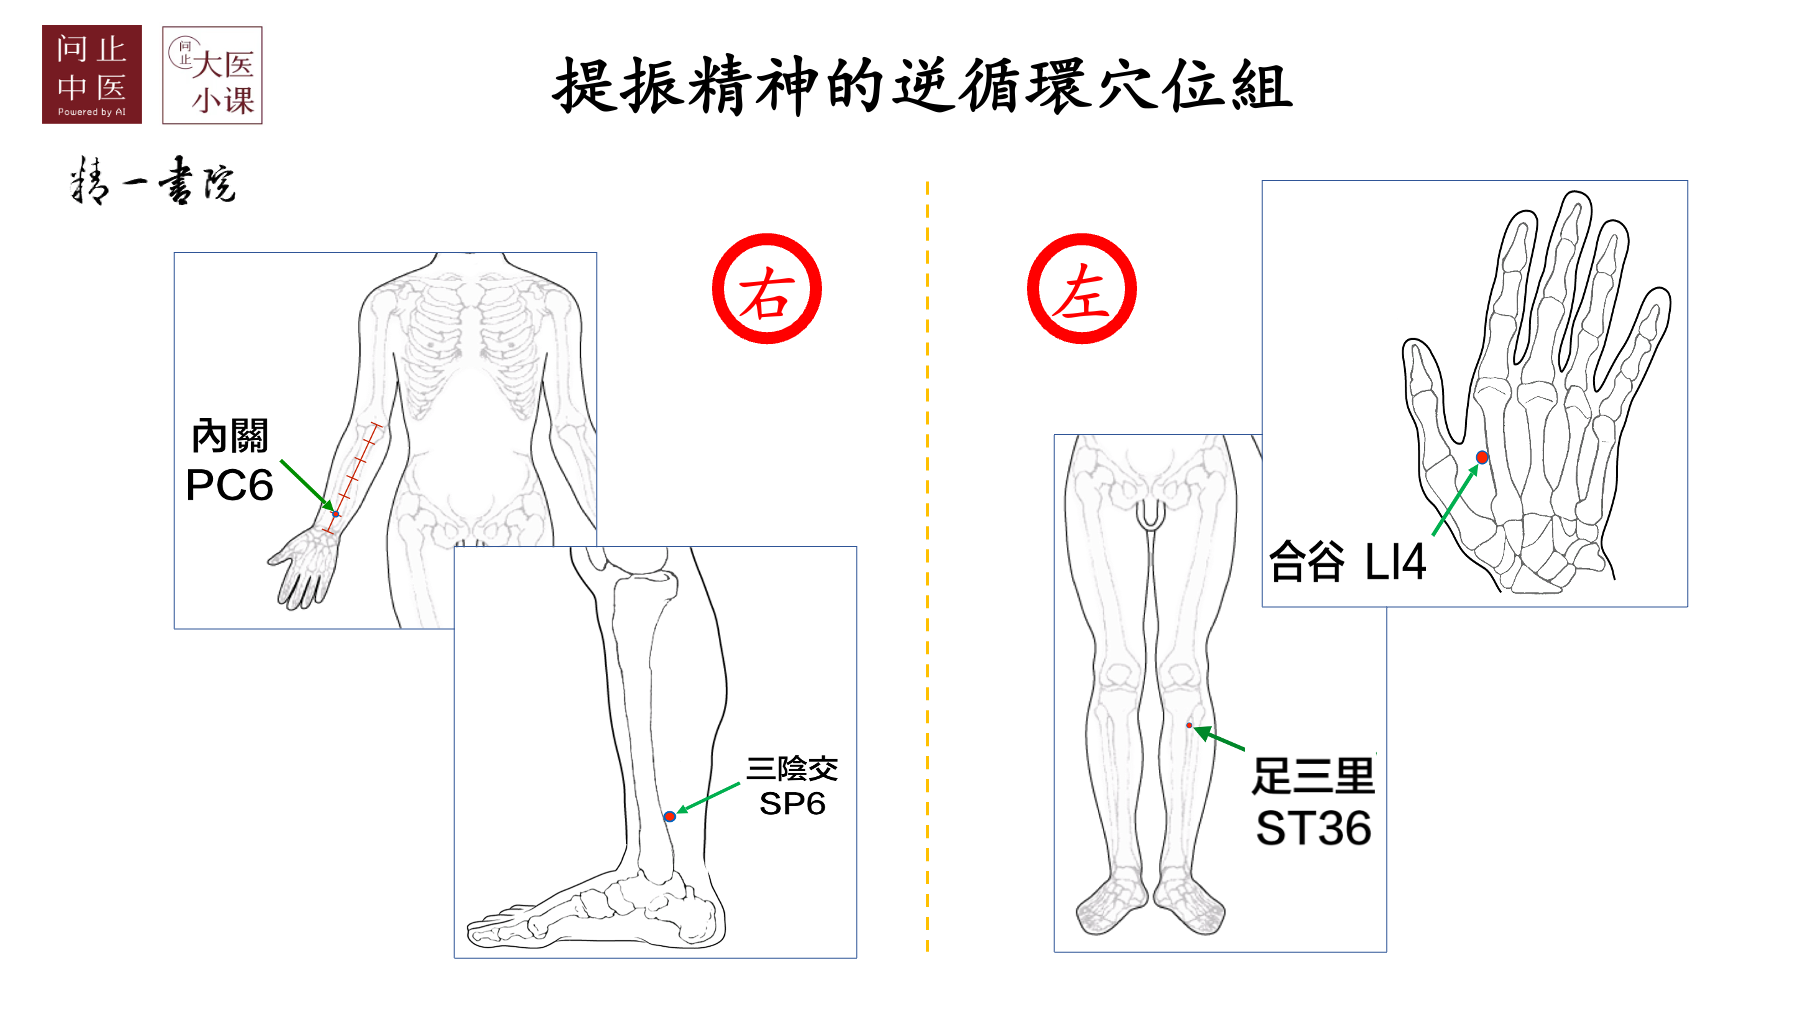 问止
中医
Powered by AI
问止
大医
小课
精一書院
提振精神的逆循環穴位組
右
內關
PC6
三陰交
SP6
左
合谷 LI4
足三里
ST36